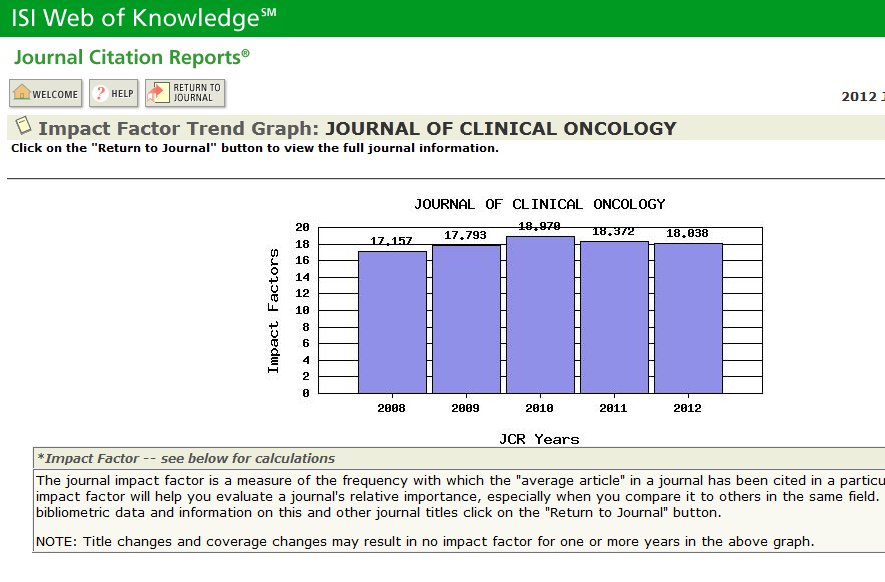 ISI Web of Knowledge℠
Journal Citation Reports®
WELCOME
? HELP
RETURN TO
JOURNAL
2012 J
Impact Factor Trend Graph: JOURNAL OF CLINICAL ONCOLOGY
Click on the "Return to Journal" button to view the full journal information.
JOURNAL OF CLINICAL ONCOLOGY
Impact Factors
20
18
16
14
12
10
8
6
4
2
0
17.157
17.793
18.970
18.372
18.038
2008
2009
2010
2011
2012
JCR Years
*Impact Factor -- see below for calculations
The journal impact factor is a measure of the frequency with which the "average article" in a journal has been cited in a particu
impact factor will help you evaluate a journal's relative importance, especially when you compare it to others in the same field.
bibliometric data and information on this and other journal titles click on the "Return to Journal" button.
NOTE: Title changes and coverage changes may result in no impact factor for one or more years in the above graph.